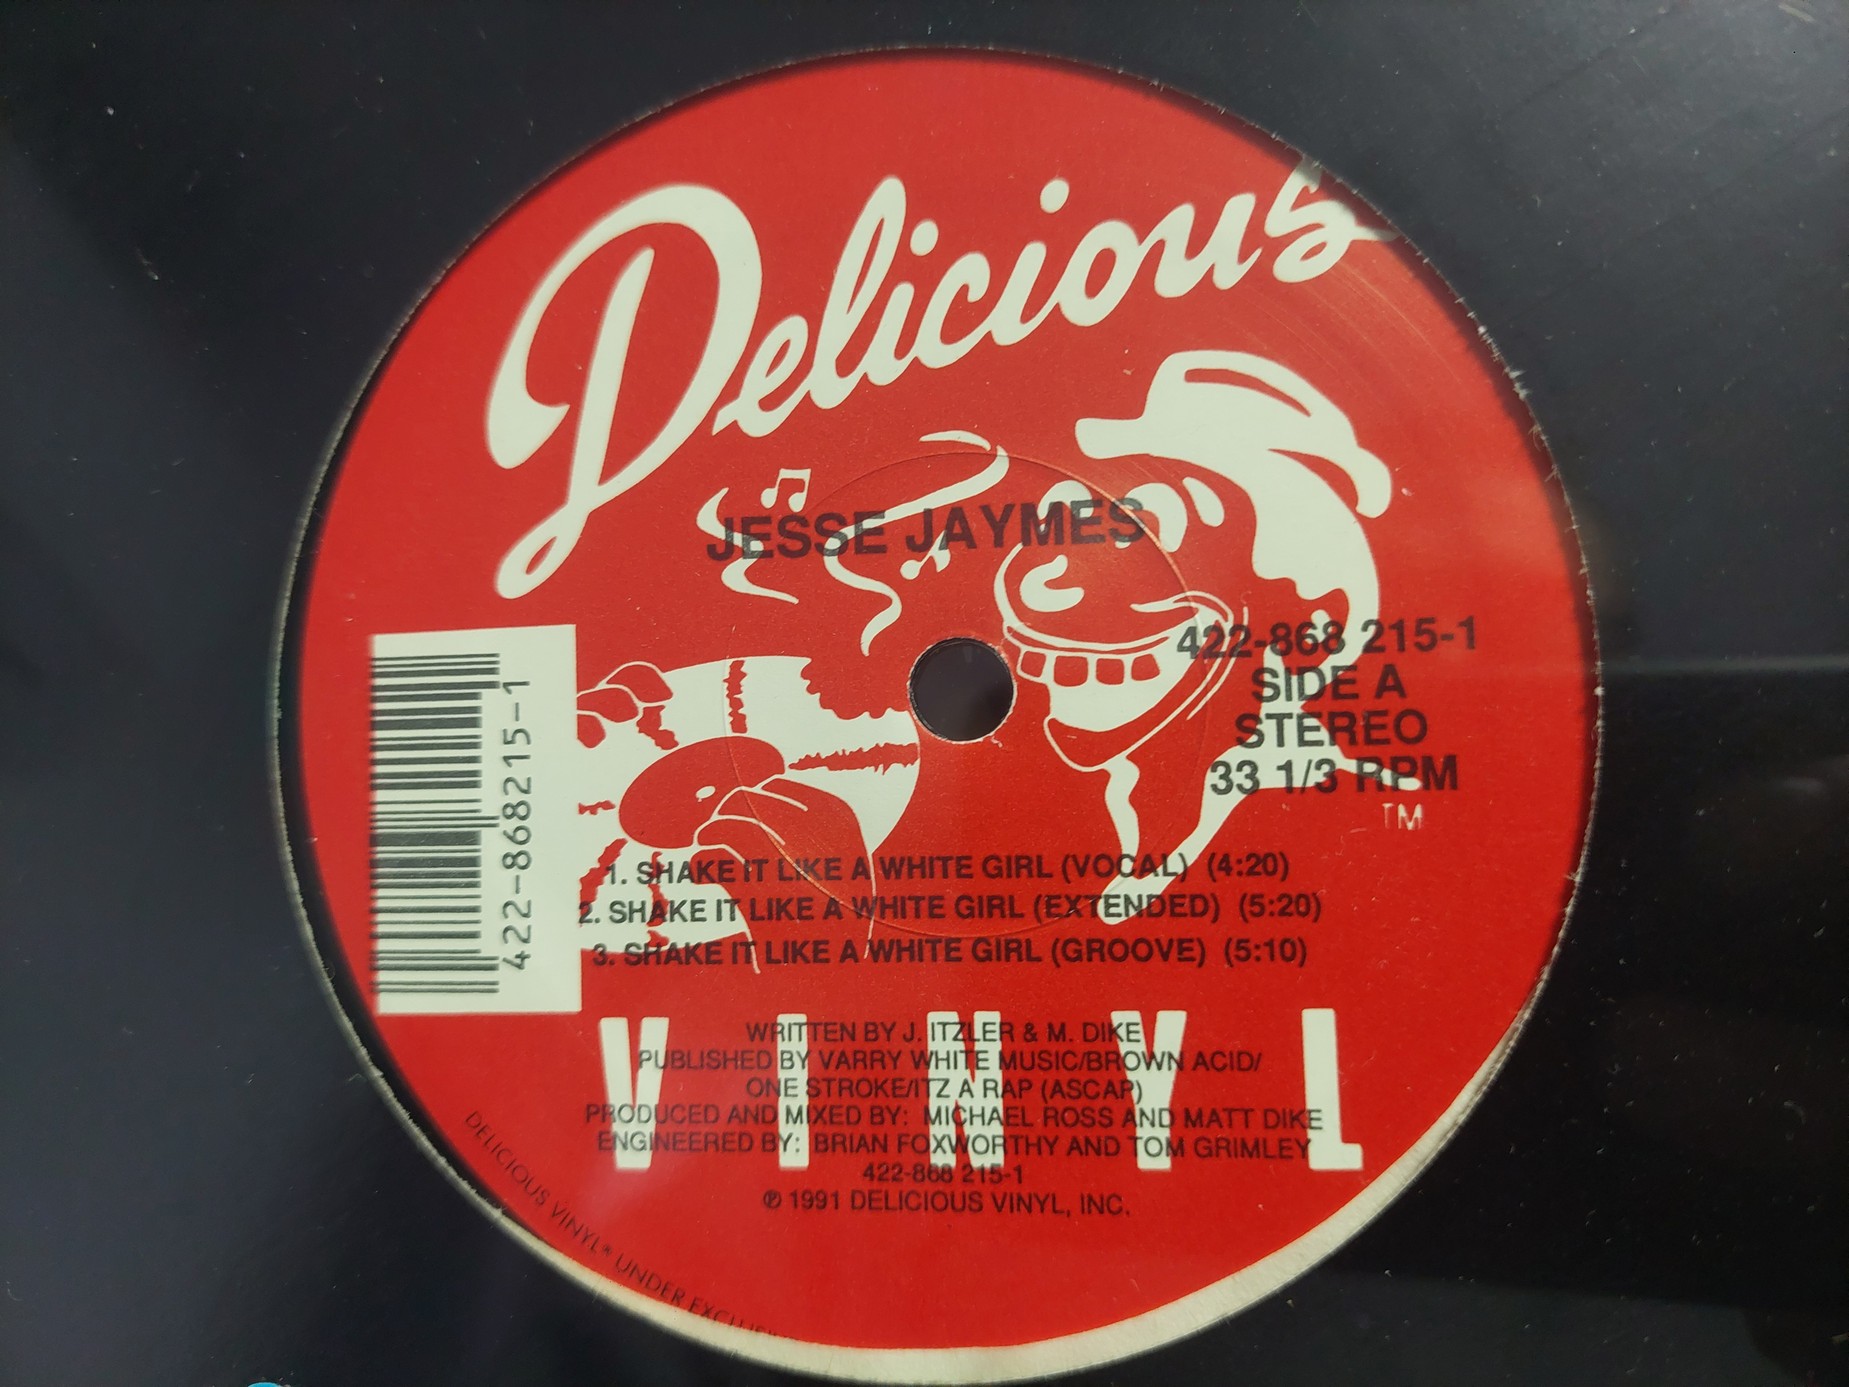 Delicious
JESSE JAYMES
422-868 215-1
SIDE A
STEREO
33 1/3 RPM
TM
422-868215-1
1. SHAKE IT LIKE A WHITE GIRL (VOCAL) (4:20)
2. SHAKE IT LIKE A WHITE GIRL (EXTENDED) (5:20)
3. SHAKE IT LIKE A WHITE GIRL (GROOVE) (5:10)
VINYL
WRITTEN BY J. ITZLER & M. DIKE
PUBLISHED BY VARRY WHITE MUSIC/BROWN ACID/
ONE STROKE/ITZ A RAP (ASCAP)
PRODUCED AND MIXED BY: MICHAEL ROSS AND MATT DIKE
ENGINEERED BY: BRIAN FOXWORTHY AND TOM GRIMLEY
422-868 215-1
℗ 1991 DELICIOUS VINYL, INC.
DELICIOUS VINYL® UNDER